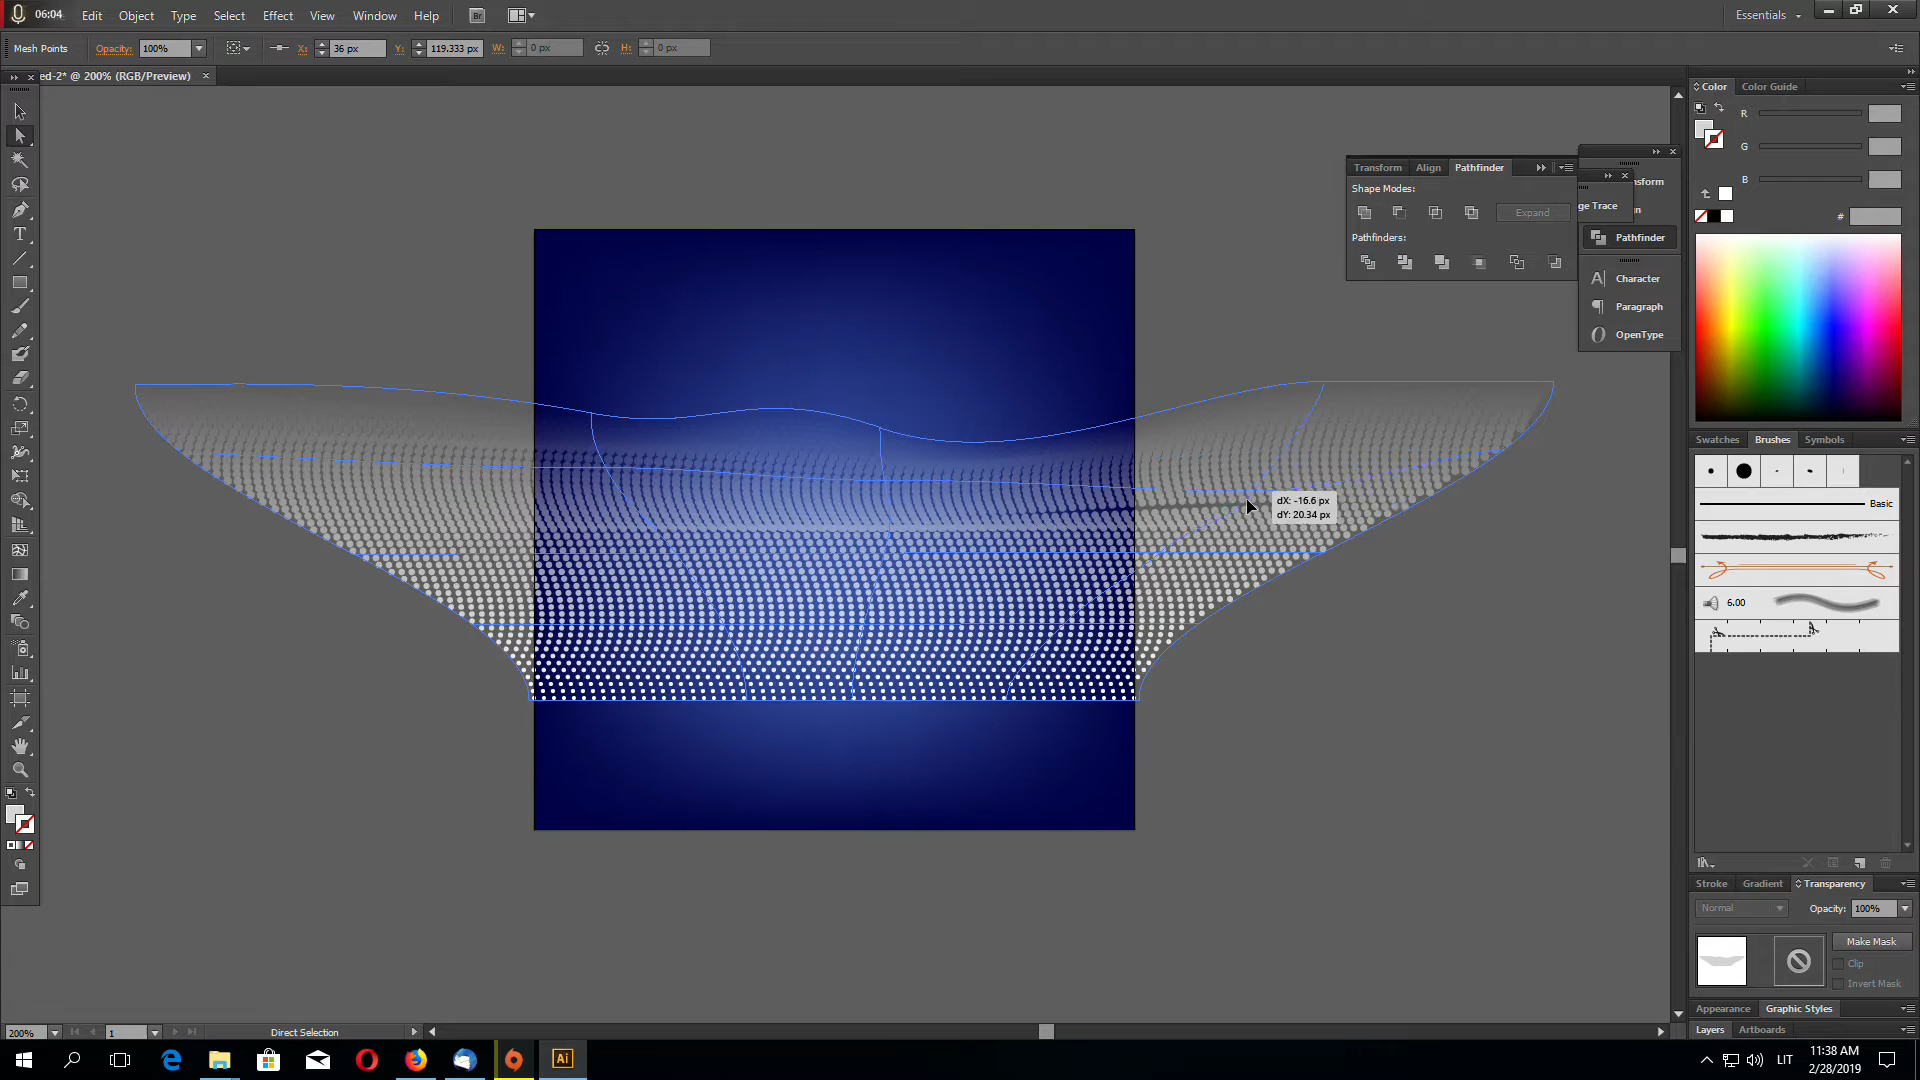 06:04 Edit Object Type Select Effect View Window Help Br Essentials
Mesh Points Opacity: 100% X: 36 px Y: 119.333 px W: 0 px H: 0 px
ed-2* @ 200% (RGB/Preview)
Color Color Guide
R
G
B
#
Transform Align Pathfinder
Shape Modes:
Expand
Pathfinders:
nsform
ge Trace
n
Pathfinder
Character
Paragraph
OpenType
dX: -16.6 px
dY: 20.34 px
Swatches Brushes Symbols
Basic
6.00
Stroke Gradient Transparency
Normal Opacity: 100%
Make Mask
Clip
Invert Mask
Appearance Graphic Styles
Layers Artboards
200% 1 Direct Selection
Ai LIT 11:38 AM
2/28/2019